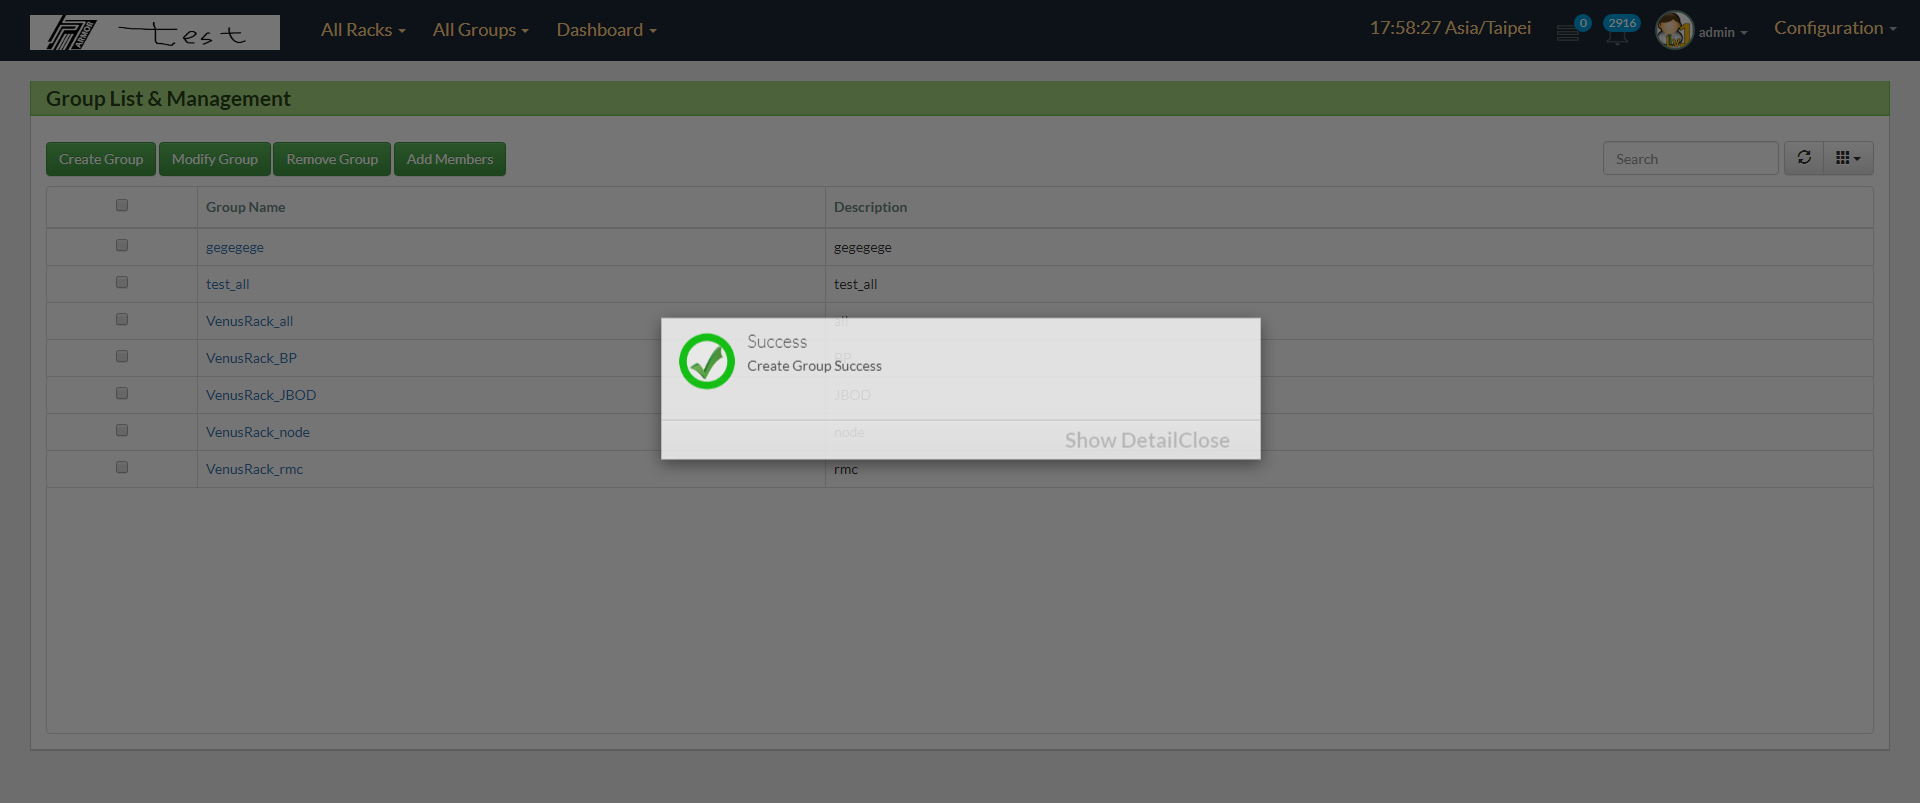 ARMOR test All Racks All Groups Dashboard 17:58:27 Asia/Taipei 0 2916 admin Configuration
Group List & Management
Create Group Modify Group Remove Group Add Members Search
Group Name Description
gegegege gegegege
test_all test_all
VenusRack_all all
Success
VenusRack_BP BP
Create Group Success
VenusRack_JBOD JBOD
VenusRack_node node
Show DetailClose
VenusRack_rmc rmc